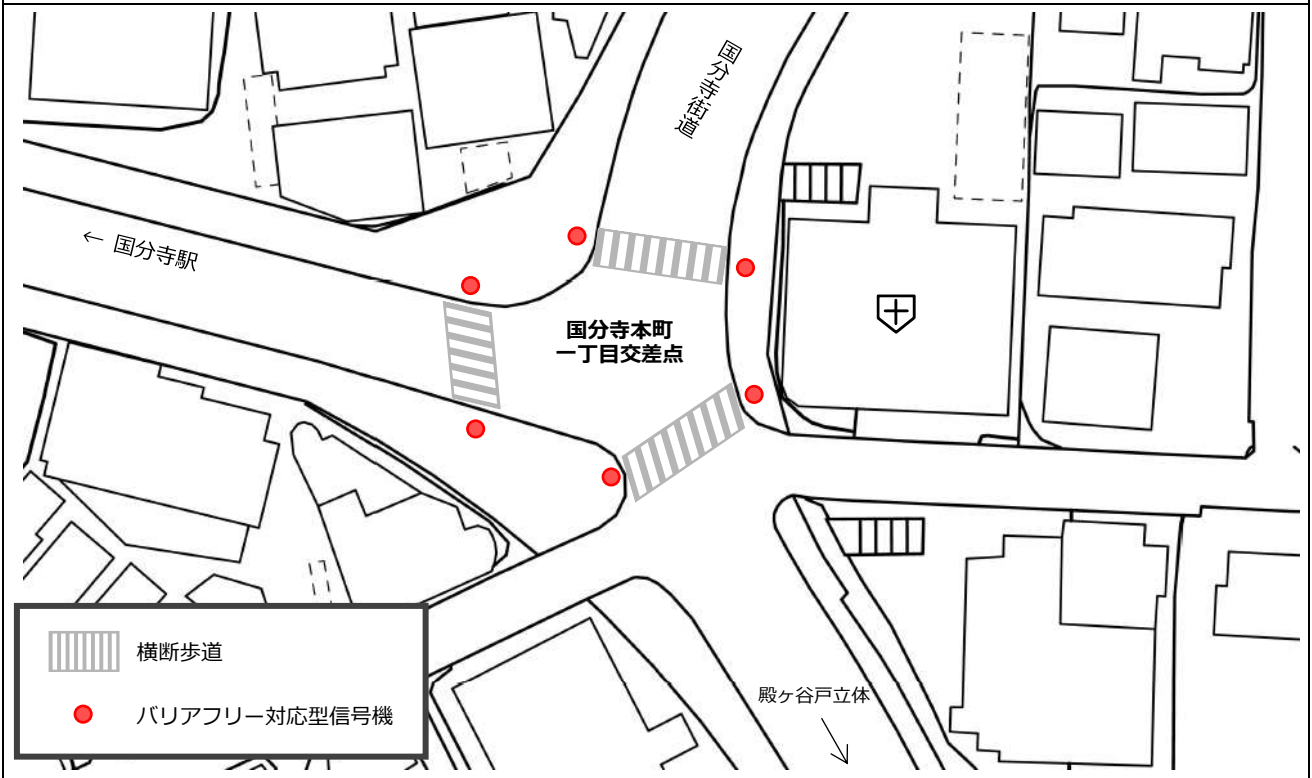 国分寺街道
← 国分寺駅
国分寺本町
一丁目交差点
横断歩道
バリアフリー対応型信号機
殿ヶ谷戸立体